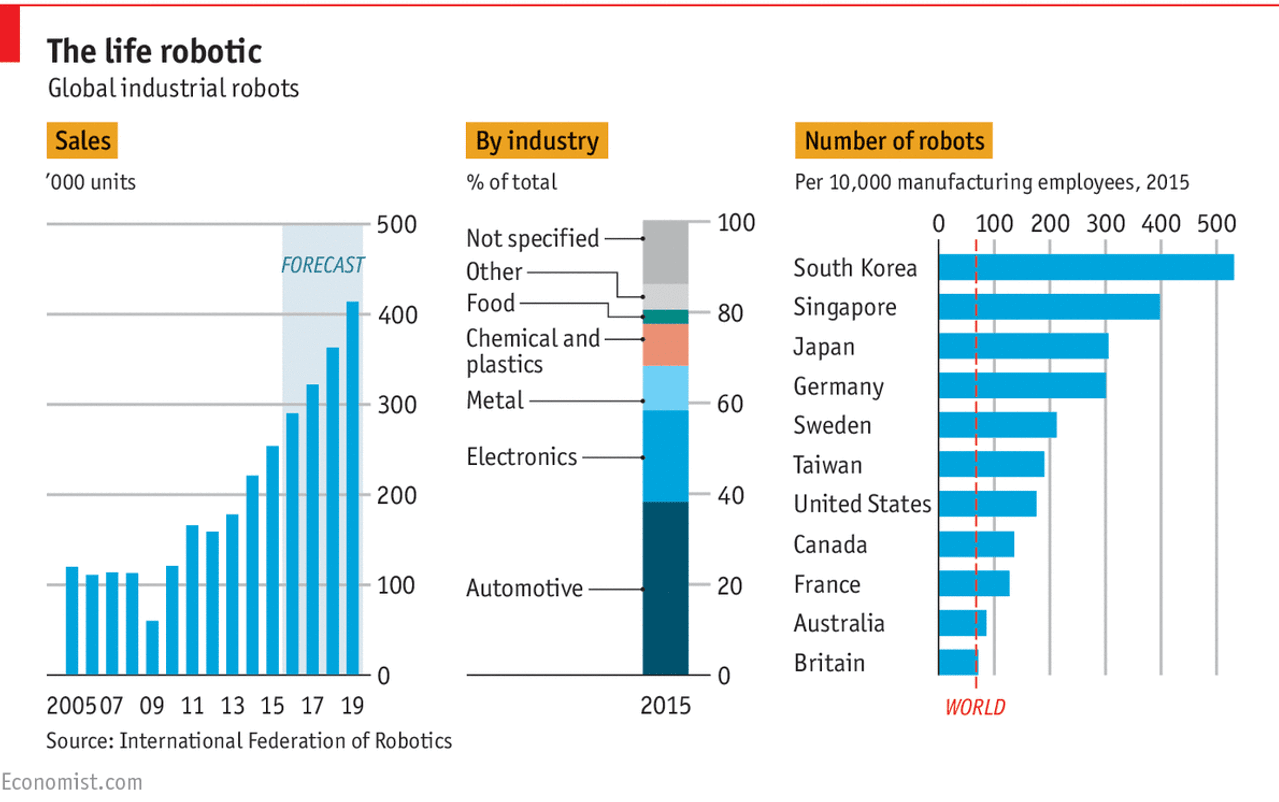 The life robotic
Global industrial robots
Sales
’000 units
500
FORECAST
400
300
200
100
0
2005 07 09 11 13 15 17 19
By industry
% of total
100
Not specified
Other
Food
80
Chemical and
plastics
Metal
60
Electronics
40
Automotive
20
0
2015
Number of robots
Per 10,000 manufacturing employees, 2015
0 100 200 300 400 500
South Korea
Singapore
Japan
Germany
Sweden
Taiwan
United States
Canada
France
Australia
Britain
WORLD
Source: International Federation of Robotics
Economist.com